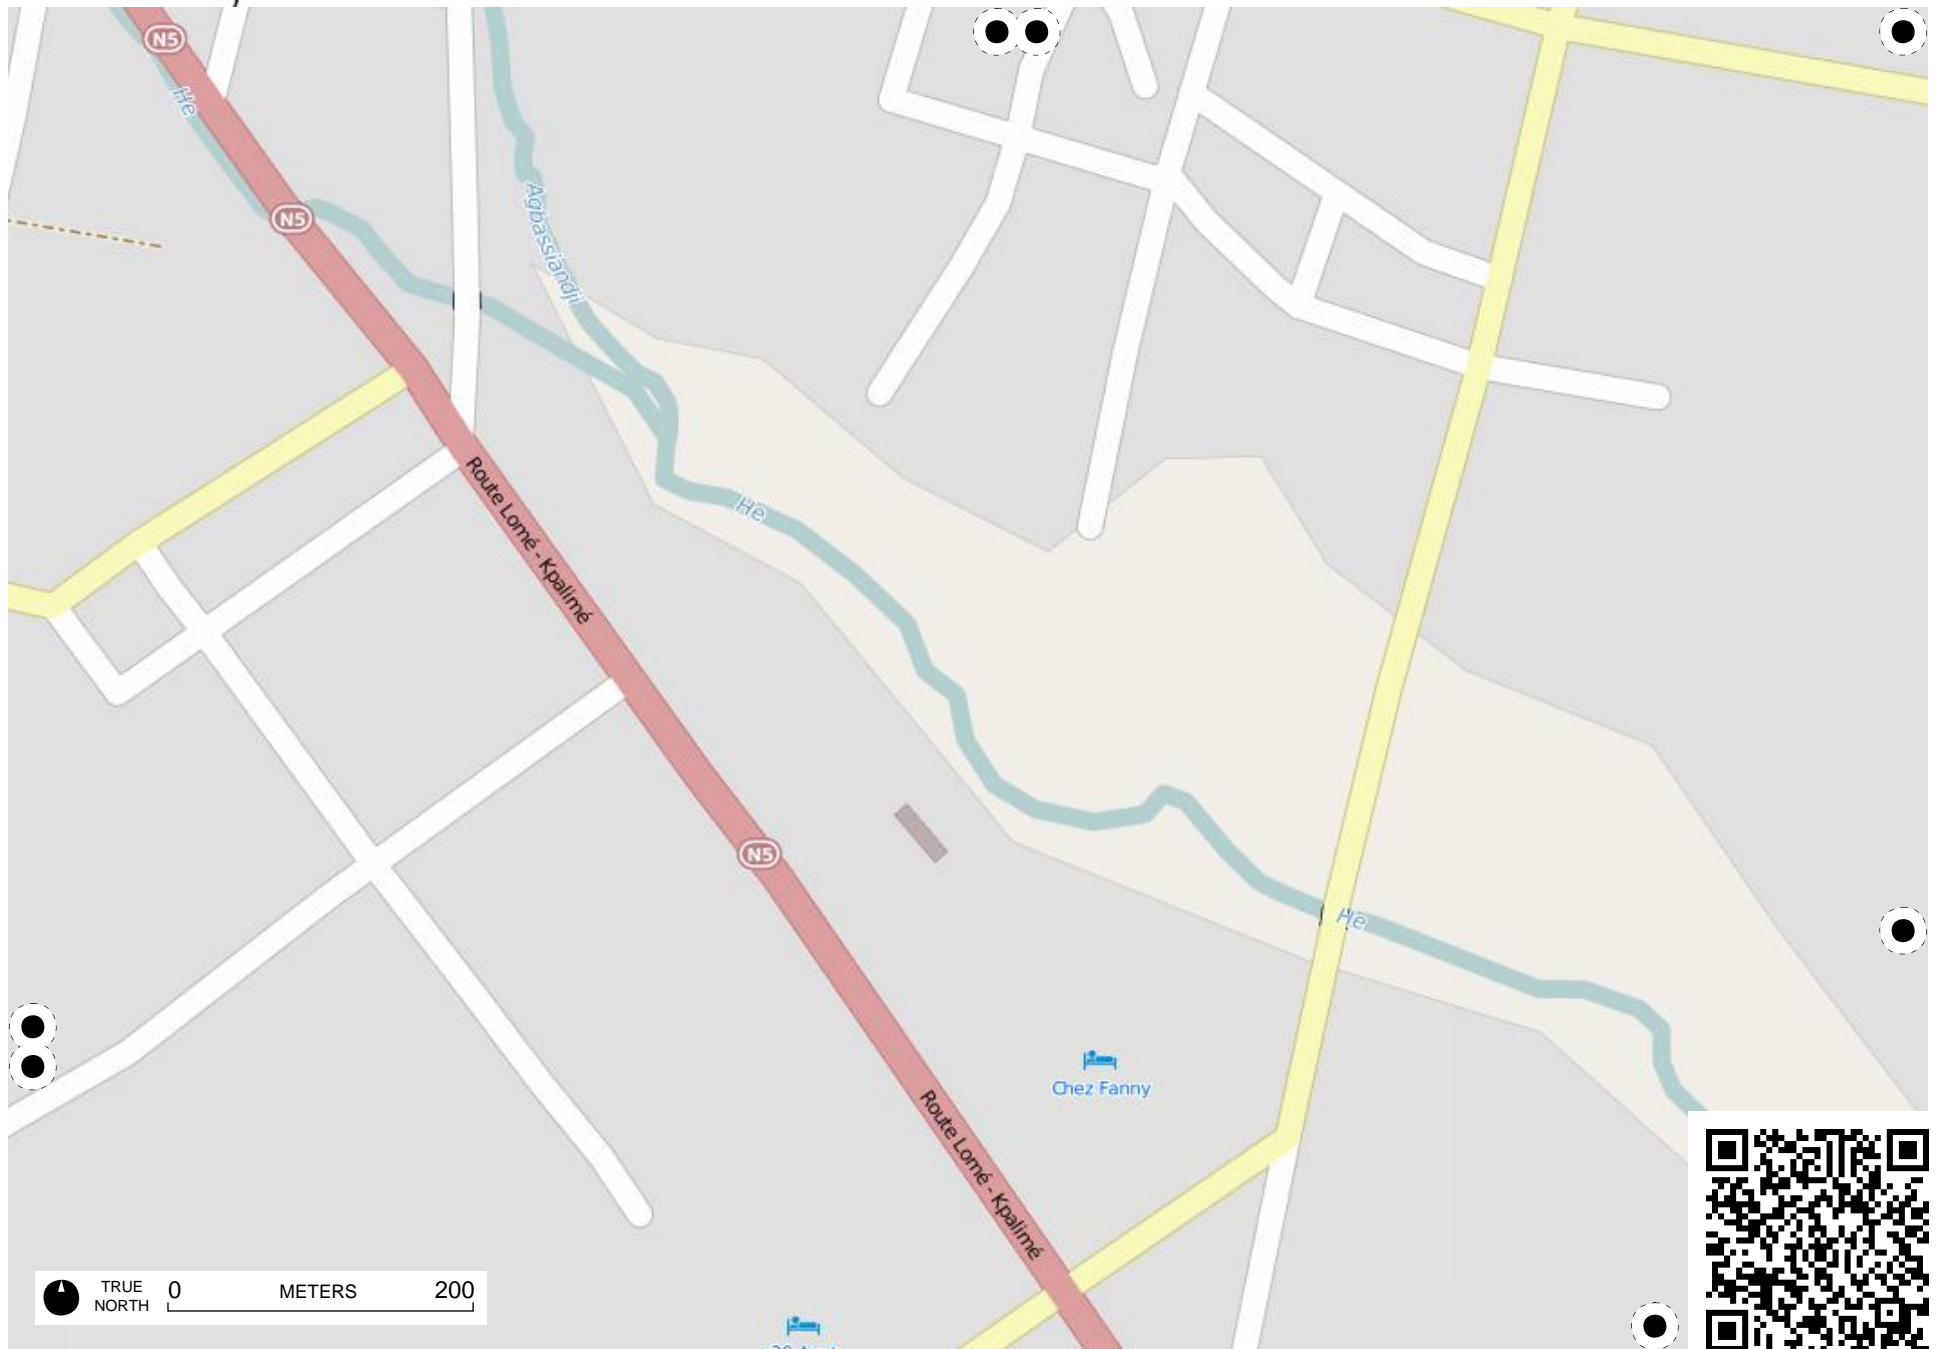 N5
He
N5
Agbassiandji
Route Lomé - Kpalimé
He
N5
He
Chez Fanny
Route Lomé - Kpalimé
TRUE NORTH
0 METERS 200